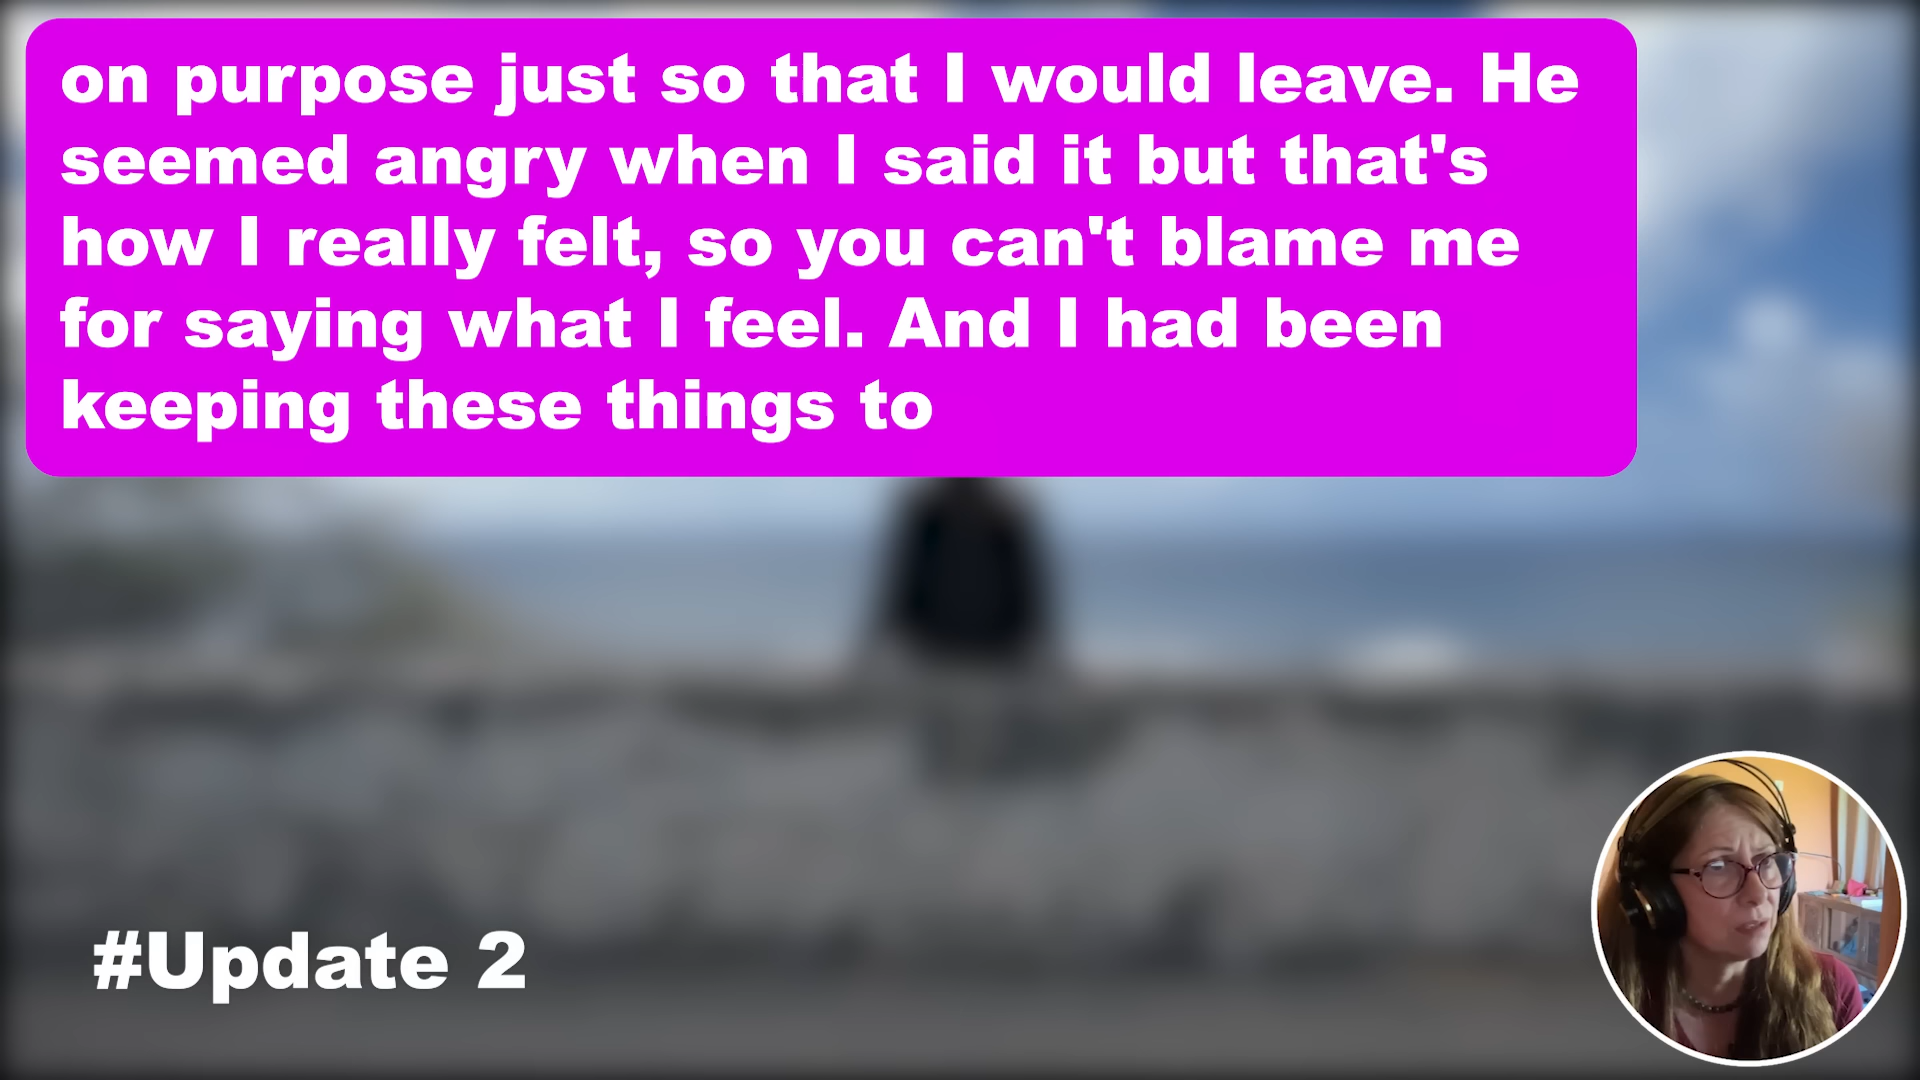 on purpose just so that I would leave. He
seemed angry when I said it but that's
how I really felt, so you can't blame me
for saying what I feel. And I had been
keeping these things to
#Update 2